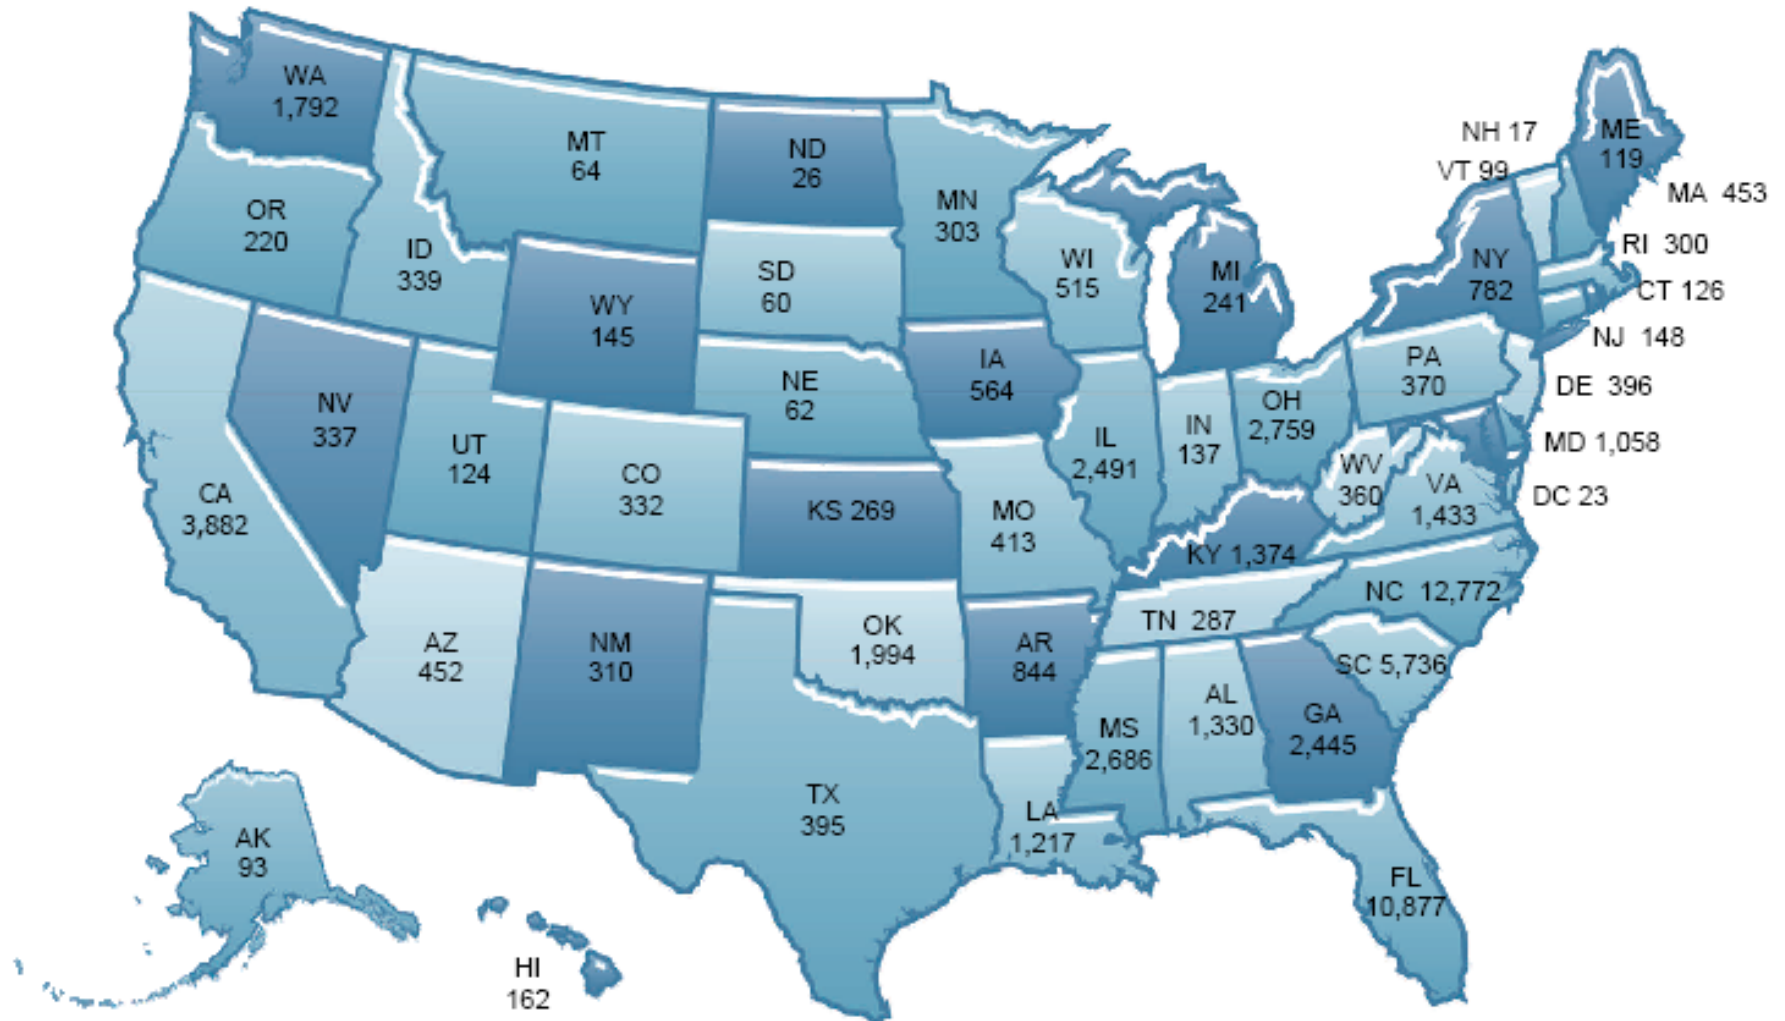 WA
1,792
MT
64
ND
26
MN
303
NH 17
VT 99
ME
119
MA 453
OR
220
ID
339
SD
60
WI
515
MI
241
NY
782
RI 300
CT 126
WY
145
NJ 148
IA
564
PA
370
DE 396
NV
337
NE
62
OH
2,759
UT
124
IL
2,491
IN
137
MD 1,058
CO
332
WV
360
VA
1,433
DC 23
CA
3,882
KS 269
MO
413
KY 1,374
NC 12,772
TN 287
AZ
452
NM
310
OK
1,994
AR
844
SC 5,736
MS
2,686
AL
1,330
GA
2,445
TX
395
LA
1,217
AK
93
FL
10,877
HI
162